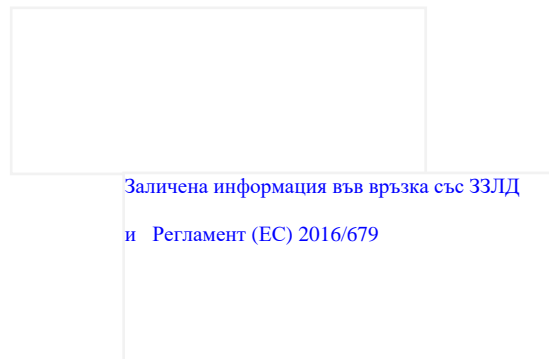 Заличена информация във връзка със ЗЗЛД
и Регламент (ЕС) 2016/679